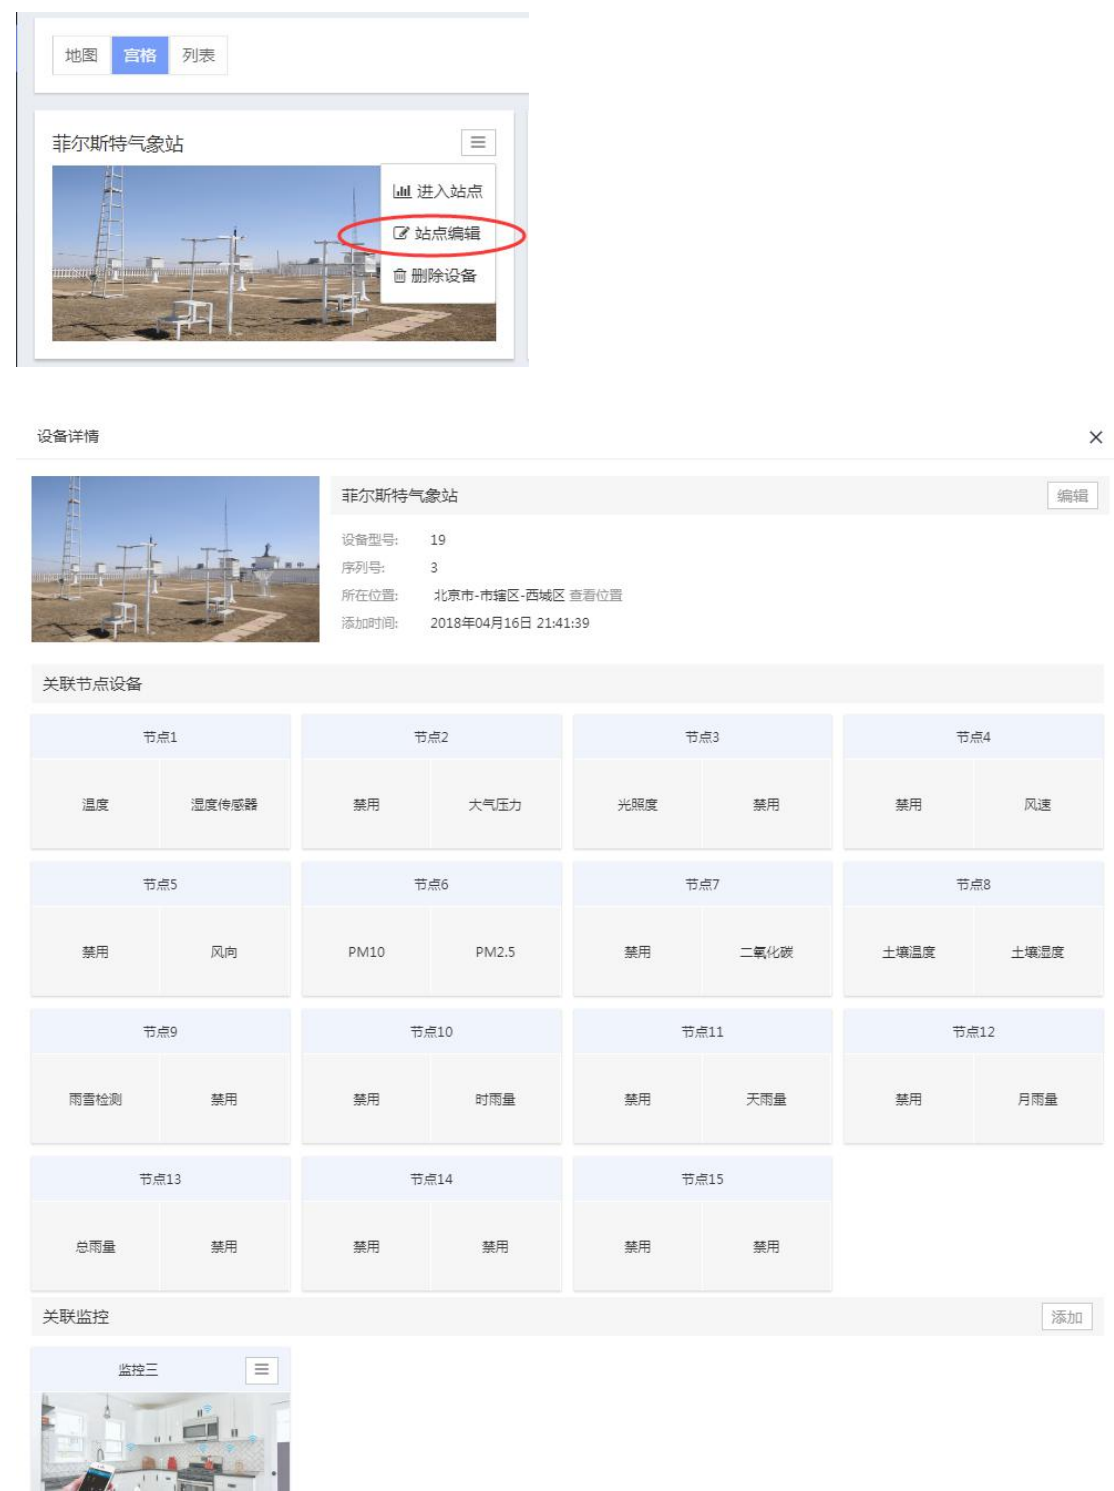 地图 宫格 列表
菲尔斯特气象站
进入站点
站点编辑
删除设备
设备详情
菲尔斯特气象站 编辑
设备型号: 19
序列号: 3
所在位置: 北京市-市辖区-西城区 查看位置
添加时间: 2018年04月16日 21:41:39
关联节点设备
节点1 节点2 节点3 节点4
温度 湿度传感器 禁用 大气压力 光照度 禁用 禁用 风速
节点5 节点6 节点7 节点8
禁用 风向 PM10 PM2.5 禁用 二氧化碳 土壤温度 土壤湿度
节点9 节点10 节点11 节点12
雨雪检测 禁用 禁用 时雨量 禁用 天雨量 禁用 月雨量
节点13 节点14 节点15
总雨量 禁用 禁用 禁用 禁用 禁用
关联监控 添加
监控三